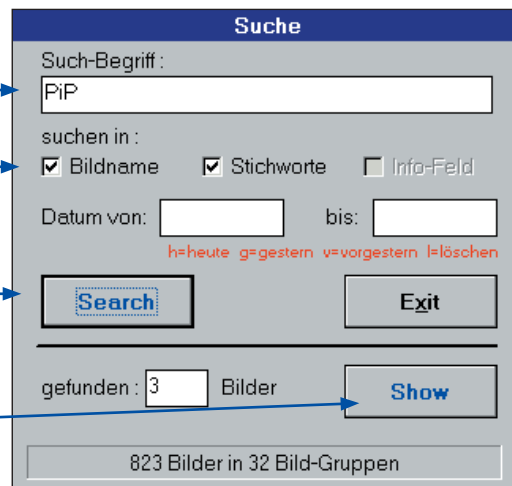 Suche
Such-Begriff :
PiP
suchen in :
Bildname Stichworte Info-Feld
Datum von: bis:
h=heute g=gestern v=vorgestern l=löschen
Search Exit
gefunden : 3 Bilder Show
823 Bilder in 32 Bild-Gruppen